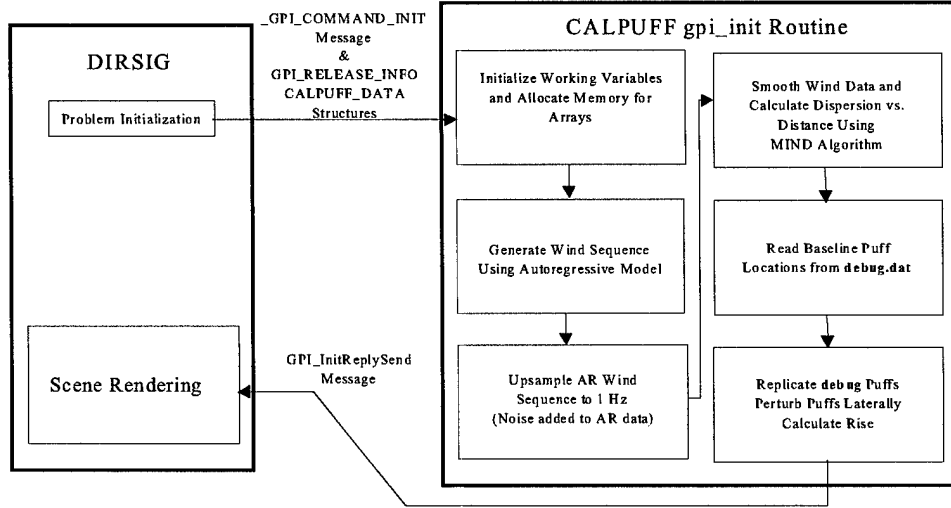 DIRSIG
Problem Initialization
_GPI_COMMAND_INIT
Message
&
GPI_RELEASE_INFO
CALPUFF_DATA
Structures
CALPUFF gpi_init Routine
Initialize Working Variables
and Allocate Memory for
Arrays
Generate Wind Sequence
Using Autoregressive Model
Upsample AR Wind
Sequence to 1 Hz
(Noise added to AR data)
Smooth Wind Data and
Calculate Dispersion vs.
Distance Using
MIND Algorithm
Read Baseline Puff
Locations from debug.dat
Replicate debug Puffs
Perturb Puffs Laterally
Calculate Rise
GPI_InitReplySend
Message
Scene Rendering